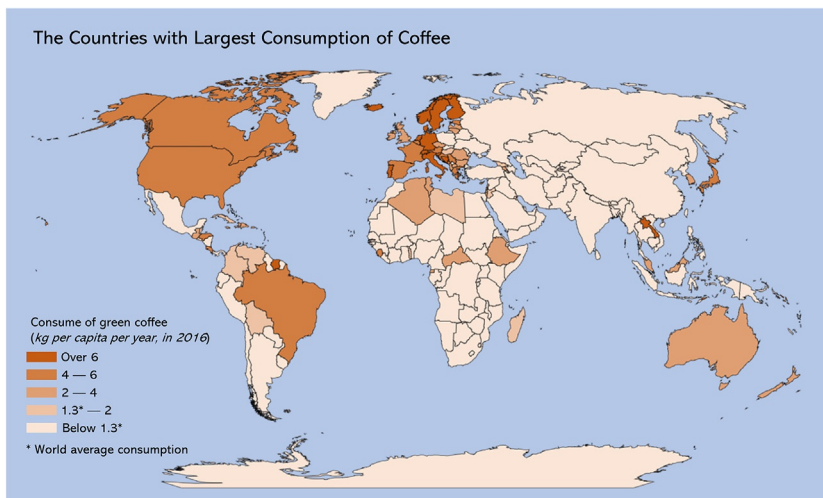 The Countries with Largest Consumption of Coffee
Consume of green coffee
(kg per capita per year, in 2016)
Over 6
4 — 6
2 — 4
1.3* — 2
Below 1.3*
* World average consumption